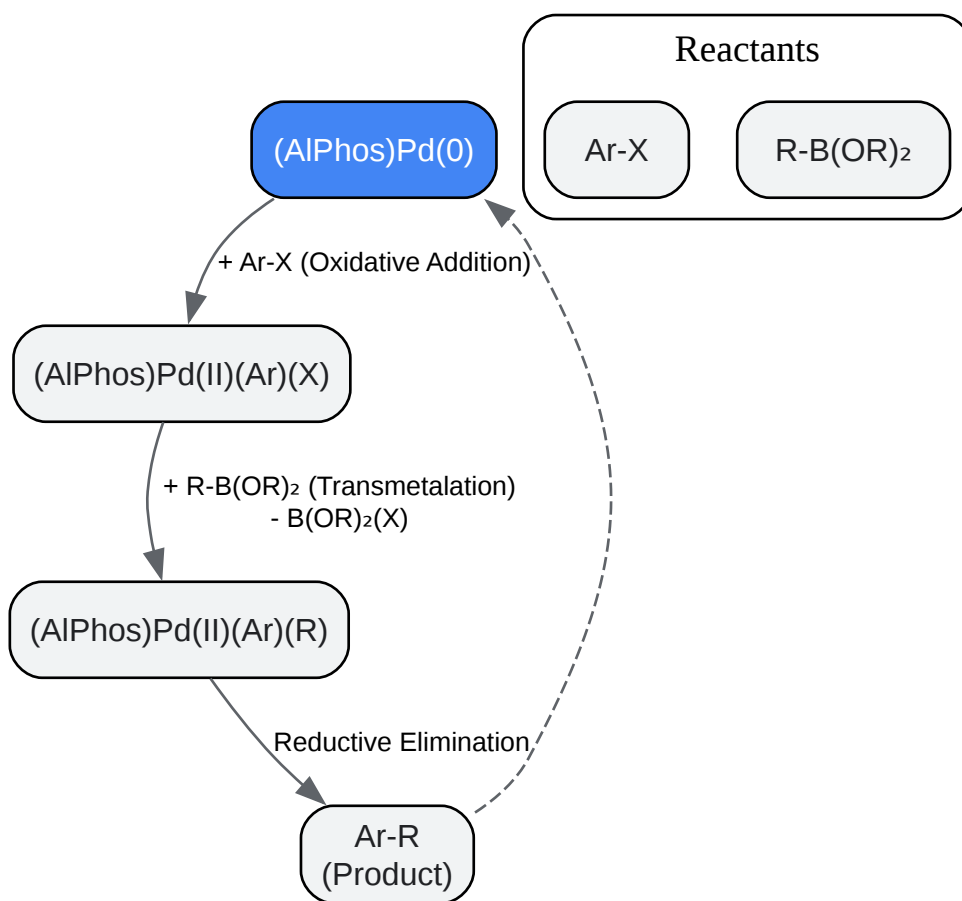 Reactants
(AlPhos)Pd(0)
Ar-X
R-B(OR)₂
+ Ar-X (Oxidative Addition)
(AlPhos)Pd(II)(Ar)(X)
+ R-B(OR)₂ (Transmetalation)
- B(OR)₂(X)
(AlPhos)Pd(II)(Ar)(R)
Reductive Elimination
Ar-R
(Product)